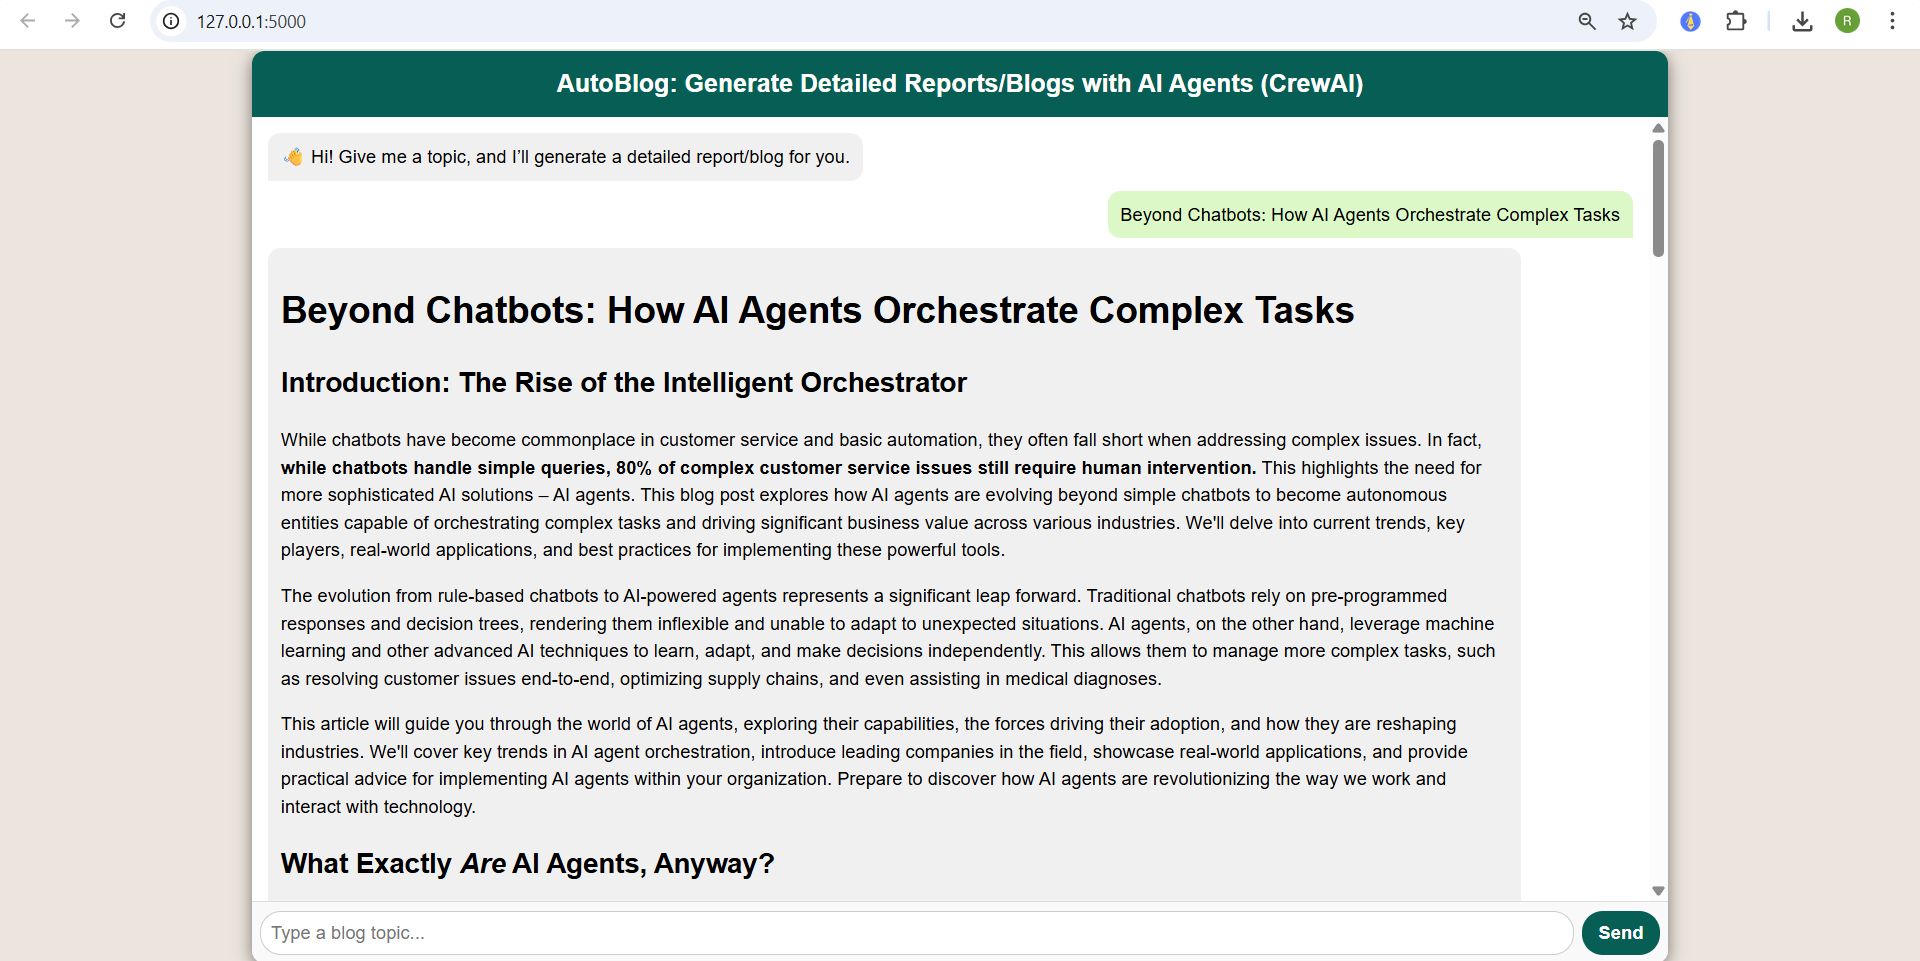 127.0.0.1:5000
R
AutoBlog: Generate Detailed Reports/Blogs with AI Agents (CrewAI)
👋 Hi! Give me a topic, and I’ll generate a detailed report/blog for you.
Beyond Chatbots: How AI Agents Orchestrate Complex Tasks
Beyond Chatbots: How AI Agents Orchestrate Complex Tasks
Introduction: The Rise of the Intelligent Orchestrator
While chatbots have become commonplace in customer service and basic automation, they often fall short when addressing complex issues. In fact,
while chatbots handle simple queries, 80% of complex customer service issues still require human intervention. This highlights the need for
more sophisticated AI solutions – AI agents. This blog post explores how AI agents are evolving beyond simple chatbots to become autonomous
entities capable of orchestrating complex tasks and driving significant business value across various industries. We'll delve into current trends, key
players, real-world applications, and best practices for implementing these powerful tools.
The evolution from rule-based chatbots to AI-powered agents represents a significant leap forward. Traditional chatbots rely on pre-programmed
responses and decision trees, rendering them inflexible and unable to adapt to unexpected situations. AI agents, on the other hand, leverage machine
learning and other advanced AI techniques to learn, adapt, and make decisions independently. This allows them to manage more complex tasks, such
as resolving customer issues end-to-end, optimizing supply chains, and even assisting in medical diagnoses.
This article will guide you through the world of AI agents, exploring their capabilities, the forces driving their adoption, and how they are reshaping
industries. We'll cover key trends in AI agent orchestration, introduce leading companies in the field, showcase real-world applications, and provide
practical advice for implementing AI agents within your organization. Prepare to discover how AI agents are revolutionizing the way we work and
interact with technology.
What Exactly Are AI Agents, Anyway?
Type a blog topic...
Send